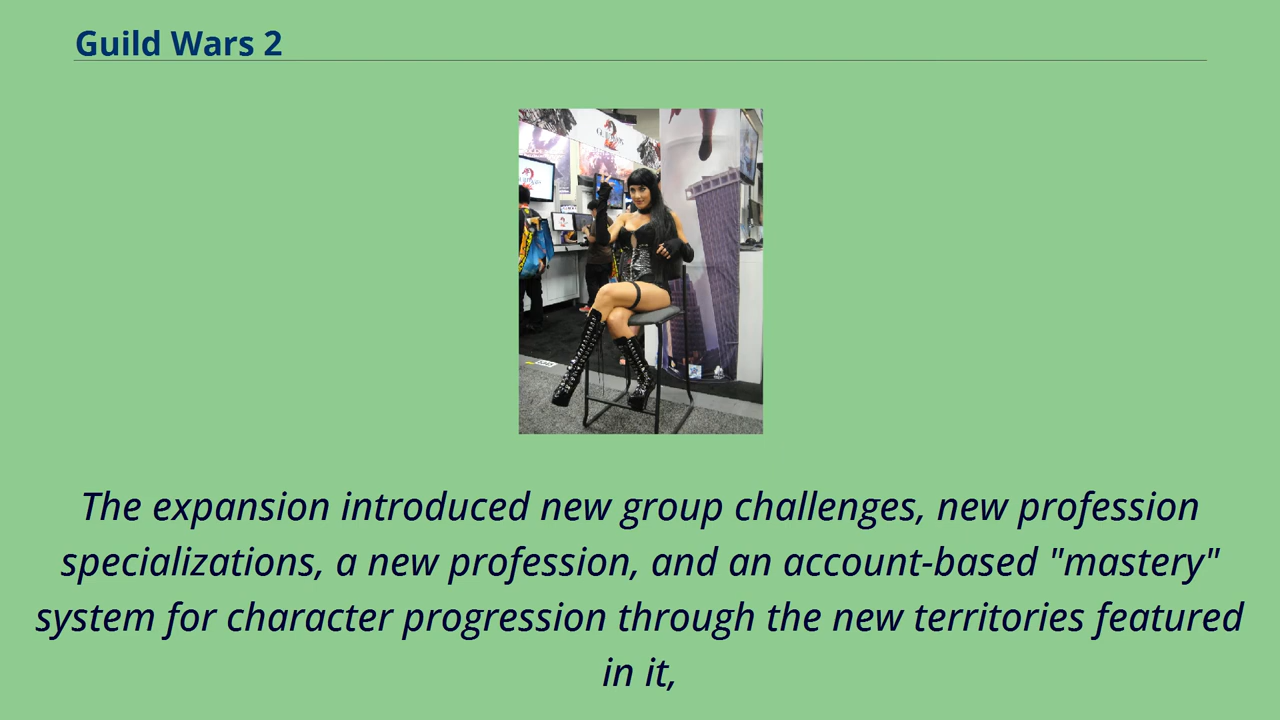 Guild Wars 2
The expansion introduced new group challenges, new profession
specializations, a new profession, and an account-based "mastery"
system for character progression through the new territories featured
in it,